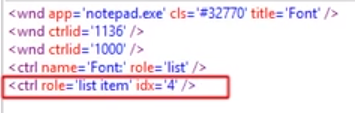 <wnd app='notepad.exe' cls='#32770' title='Font' />
<wnd ctrlid='1136' />
<wnd ctrlid='1000' />
<ctrl name='Font:' role='list' />
<ctrl role='list item' idx='4' />